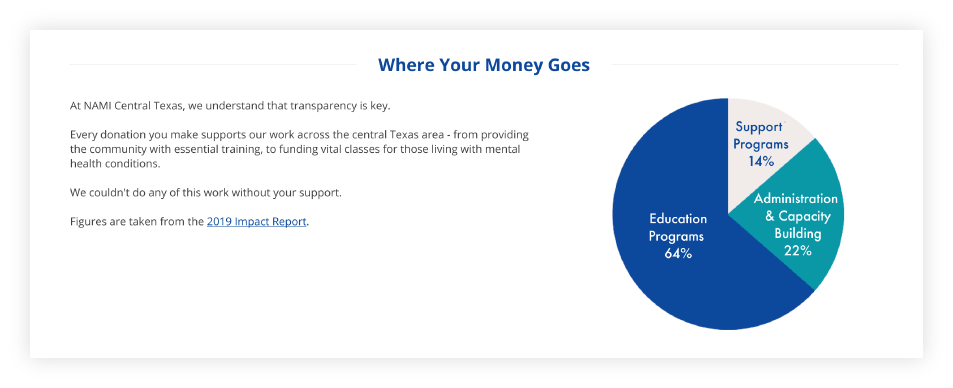 Where Your Money Goes
At NAMI Central Texas, we understand that transparency is key.
Every donation you make supports our work across the central Texas area - from providing
the community with essential training, to funding vital classes for those living with mental
health conditions.
We couldn't do any of this work without your support.
Figures are taken from the 2019 Impact Report.
Support
Programs
14%
Administration
& Capacity
Building
22%
Education
Programs
64%